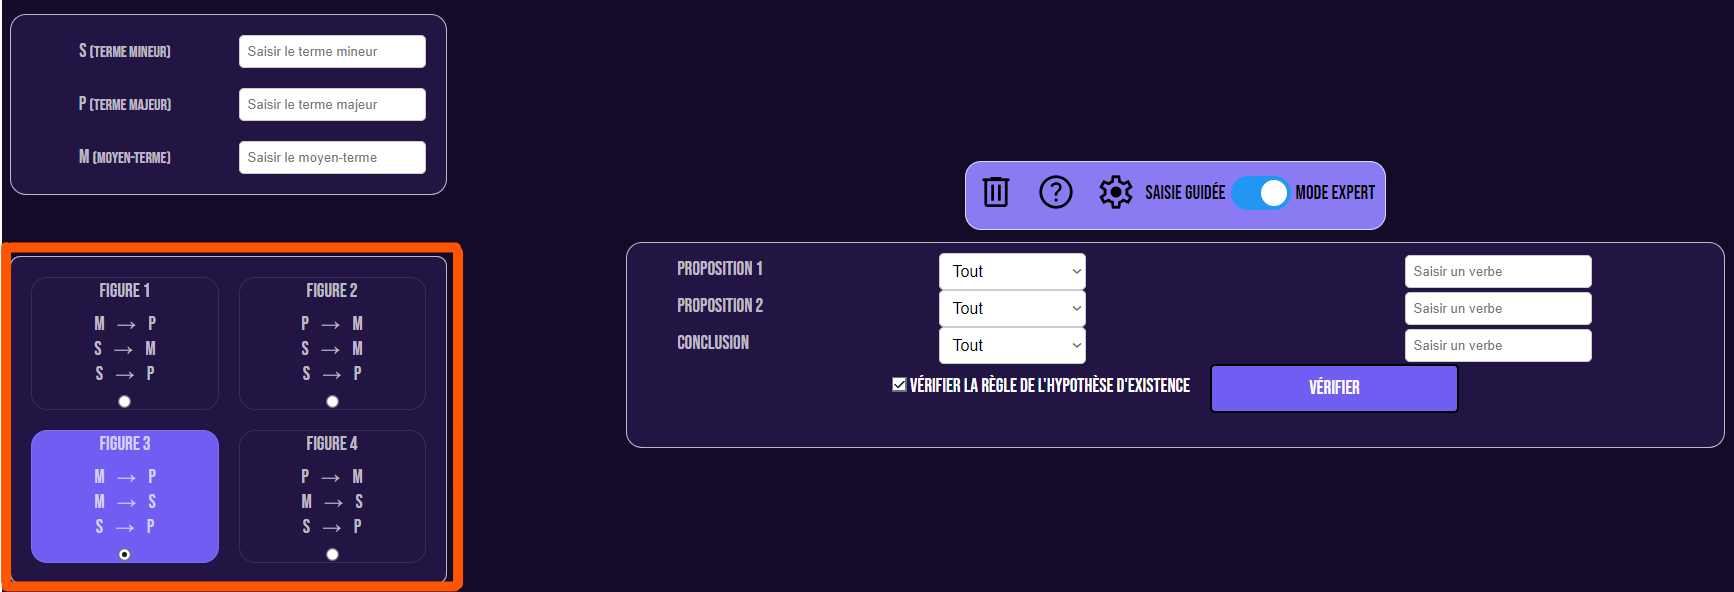 S (TERME MINEUR) Saisir le terme mineur
P (TERME MAJEUR) Saisir le terme majeur
M (MOYEN-TERME) Saisir le moyen-terme
SAISIE GUIDÉE MODE EXPERT
FIGURE 1
M → P
S → M
S → P
FIGURE 2
P → M
S → M
S → P
FIGURE 3
M → P
M → S
S → P
FIGURE 4
P → M
M → S
S → P
PROPOSITION 1 Tout Saisir un verbe
PROPOSITION 2 Tout Saisir un verbe
CONCLUSION Tout Saisir un verbe
VÉRIFIER LA RÈGLE DE L'HYPOTHÈSE D'EXISTENCE VÉRIFIER